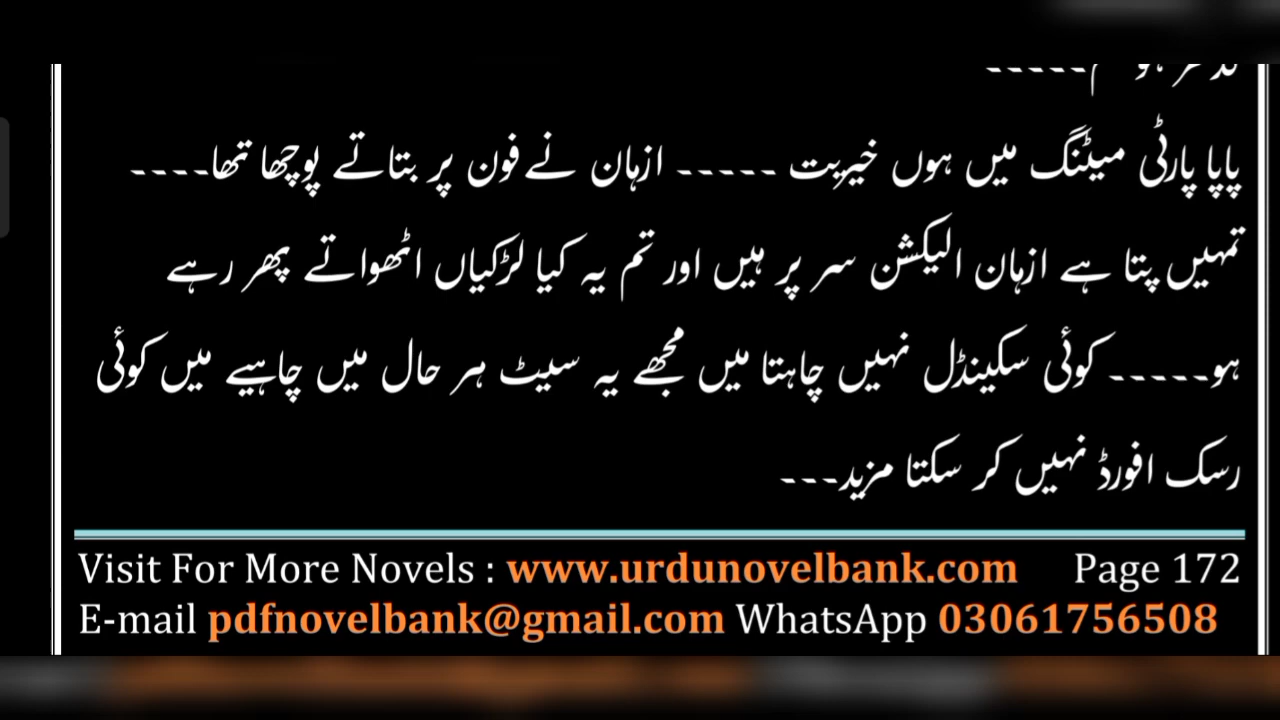 پاپا پارٹی میٹنگ میں ہوں خیریت ----- ازہان نے فون پر بتاتے پوچھا تھا----
تمہیں پتا ہے ازہان الیکشن سر پر ہیں اور تم یہ کیا لڑکیاں اٹھواتے پھر رہے
ہو----- کوئی سکینڈل نہیں چاہتا میں مجھے یہ سیٹ ہر حال میں چاہیے میں کوئی
رسک افورڈ نہیں کر سکتا مزید---
Visit For More Novels : www.urdunovelbank.com Page 172
E-mail pdfnovelbank@gmail.com WhatsApp 03061756508